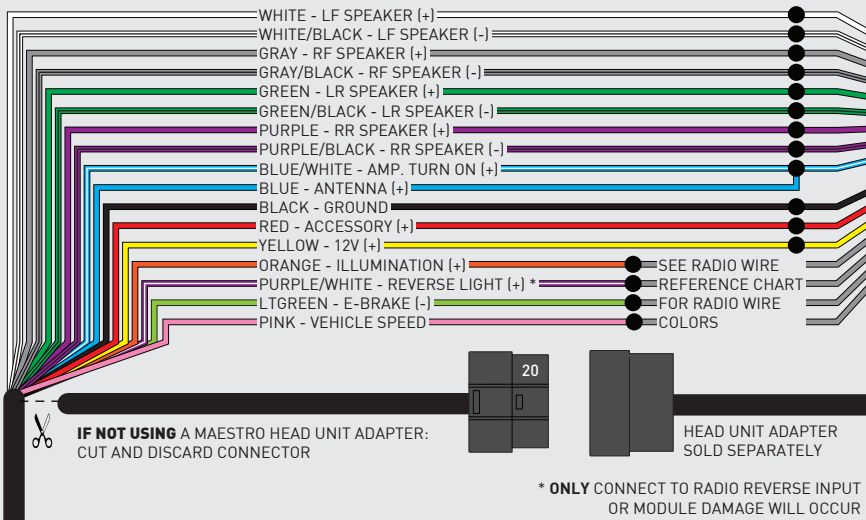 WHITE - LF SPEAKER (+)
WHITE/BLACK - LF SPEAKER (-)
GRAY - RF SPEAKER (+)
GRAY/BLACK - RF SPEAKER (-)
GREEN - LR SPEAKER (+)
GREEN/BLACK - LR SPEAKER (-)
PURPLE - RR SPEAKER (+)
PURPLE/BLACK - RR SPEAKER (-)
BLUE/WHITE - AMP. TURN ON (+)
BLUE - ANTENNA (+)
BLACK - GROUND
RED - ACCESSORY (+)
YELLOW - 12V (+)
ORANGE - ILLUMINATION (+)
PURPLE/WHITE - REVERSE LIGHT (+) *
LTGREEN - E-BRAKE (-)
PINK - VEHICLE SPEED
SEE RADIO WIRE
REFERENCE CHART
FOR RADIO WIRE
COLORS
20
IF NOT USING A MAESTRO HEAD UNIT ADAPTER:
CUT AND DISCARD CONNECTOR
HEAD UNIT ADAPTER
SOLD SEPARATELY
* ONLY CONNECT TO RADIO REVERSE INPUT
OR MODULE DAMAGE WILL OCCUR